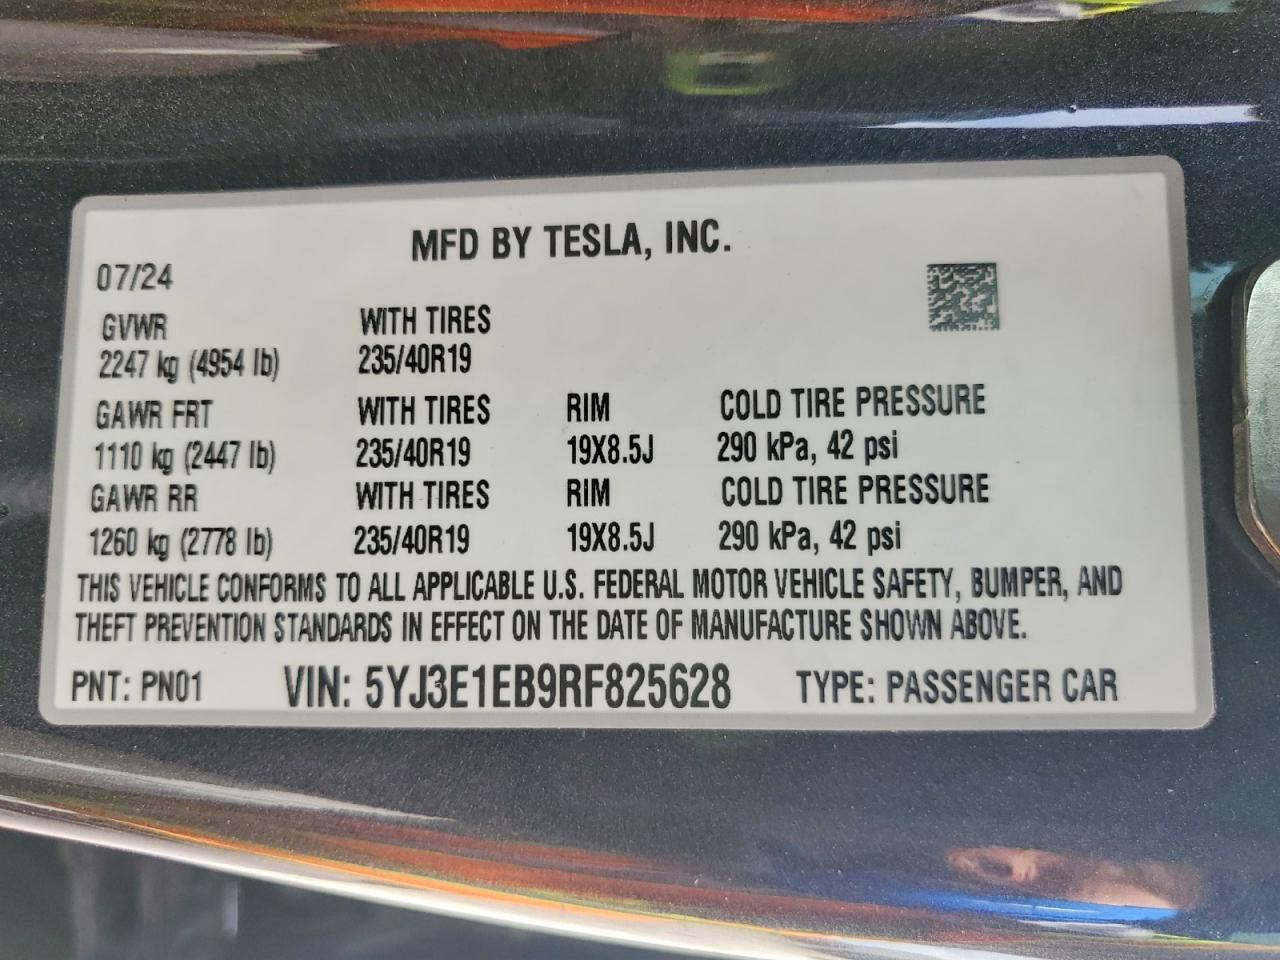 MFD BY TESLA, INC.
07/24
GVWR WITH TIRES
2247 kg (4954 lb) 235/40R19
GAWR FRT WITH TIRES RIM COLD TIRE PRESSURE
1110 kg (2447 lb) 235/40R19 19X8.5J 290 kPa, 42 psi
GAWR RR WITH TIRES RIM COLD TIRE PRESSURE
1260 kg (2778 lb) 235/40R19 19X8.5J 290 kPa, 42 psi
THIS VEHICLE CONFORMS TO ALL APPLICABLE U.S. FEDERAL MOTOR VEHICLE SAFETY, BUMPER, AND
THEFT PREVENTION STANDARDS IN EFFECT ON THE DATE OF MANUFACTURE SHOWN ABOVE.
PNT: PN01 VIN: 5YJ3E1EB9RF825628 TYPE: PASSENGER CAR